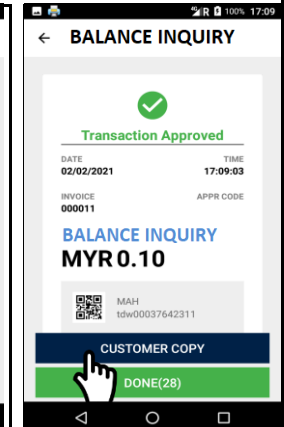 R 100% 17:09
BALANCE INQUIRY
Transaction Approved
DATE TIME
02/02/2021 17:09:03
INVOICE APPR CODE
000011
BALANCE INQUIRY
MYR 0.10
MAH
tdw00037642311
CUSTOMER COPY
DONE(28)